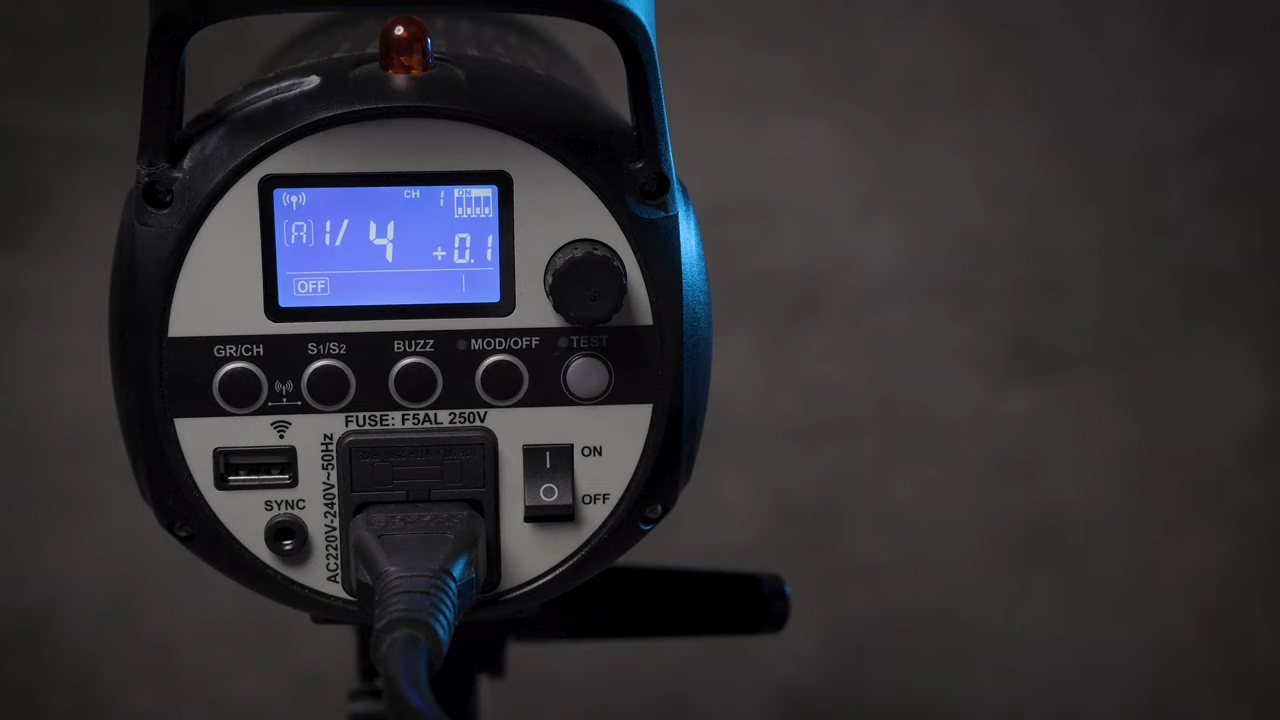 CH 1 ON
[A] 1/ 4 +0.1
OFF
GR/CH S1/S2 BUZZ MOD/OFF TEST
FUSE: F5AL 250V
AC220V-240V~50Hz
ON
SYNC
OFF